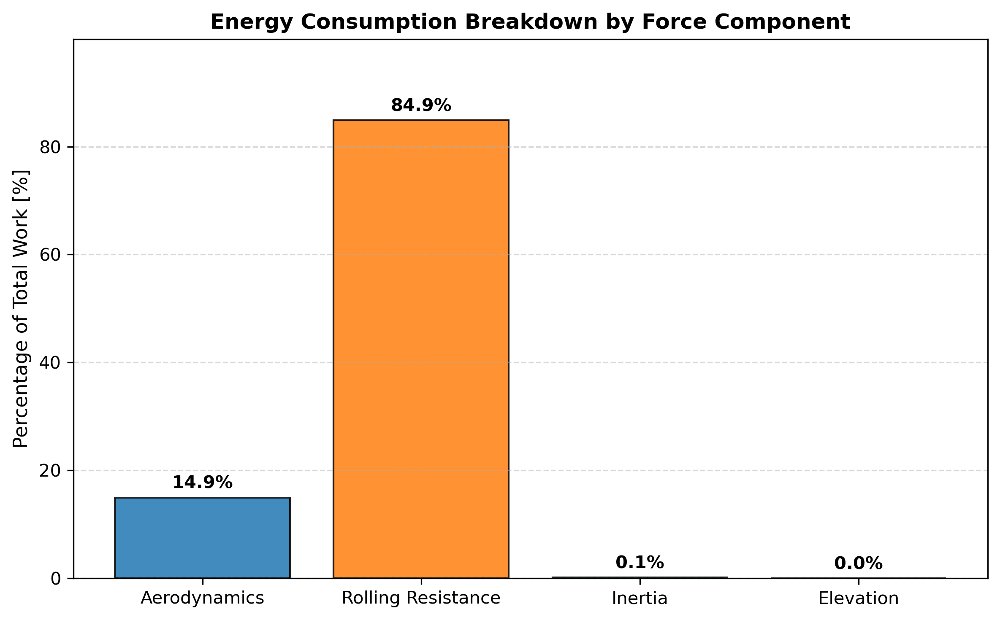 Energy Consumption Breakdown by Force Component
Percentage of Total Work [%]
80
60
40
20
0
14.9%
84.9%
0.1%
0.0%
Aerodynamics
Rolling Resistance
Inertia
Elevation